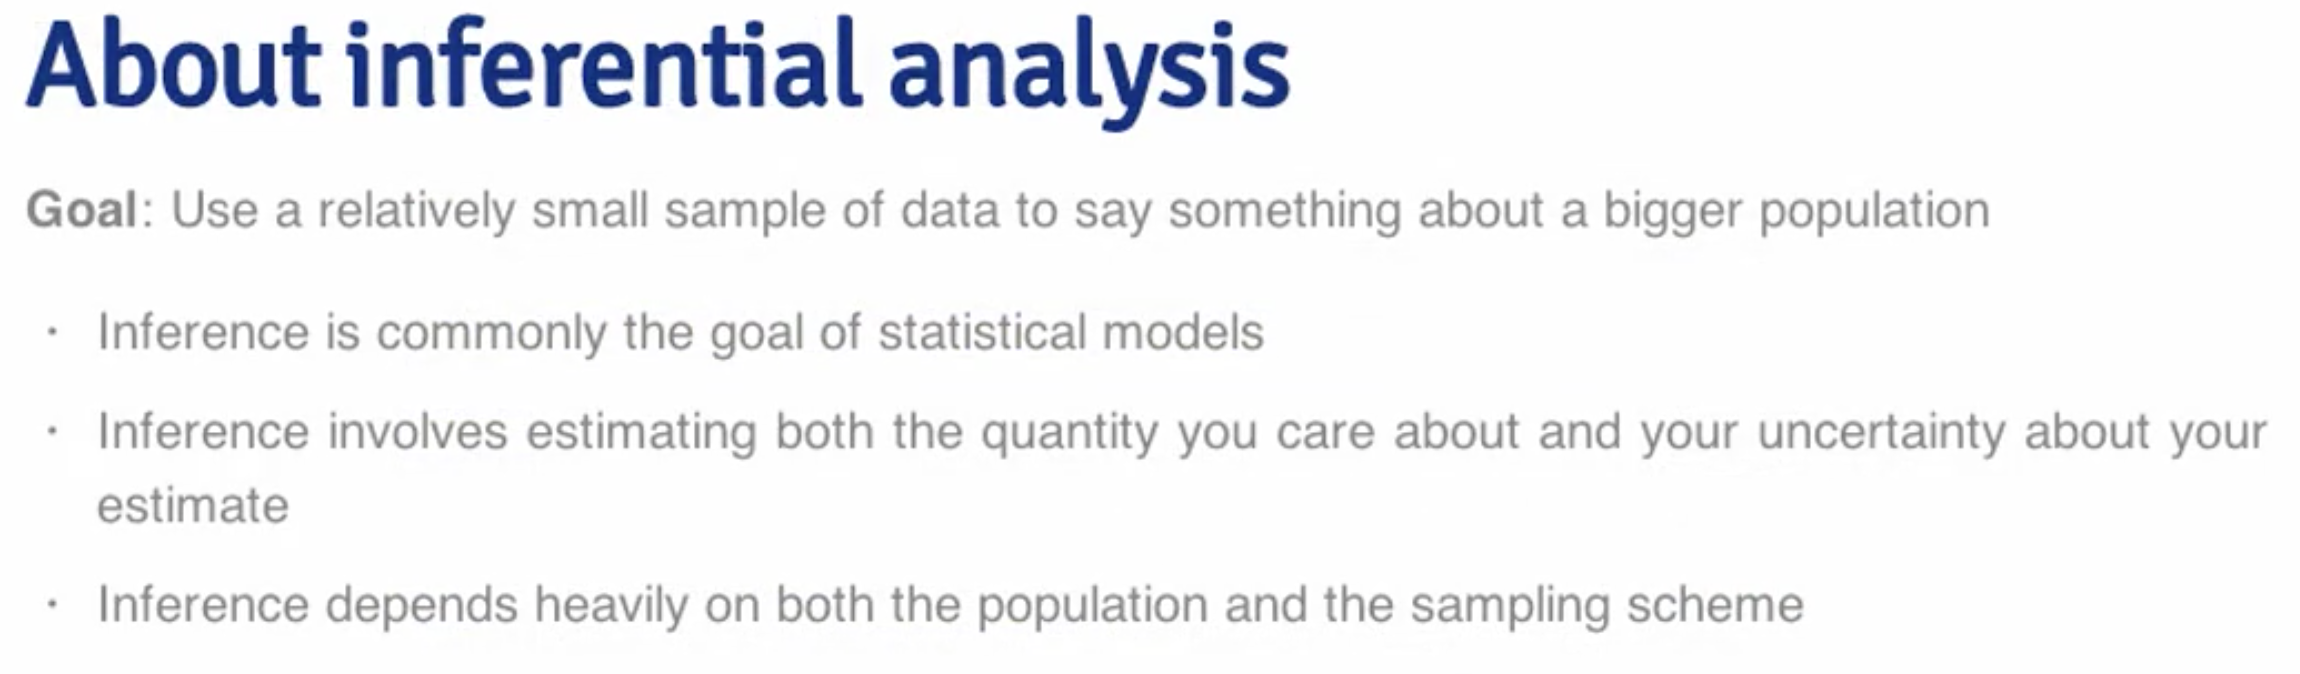 About inferential analysis
Goal: Use a relatively small sample of data to say something about a bigger population
· Inference is commonly the goal of statistical models
· Inference involves estimating both the quantity you care about and your uncertainty about your
estimate
· Inference depends heavily on both the population and the sampling scheme